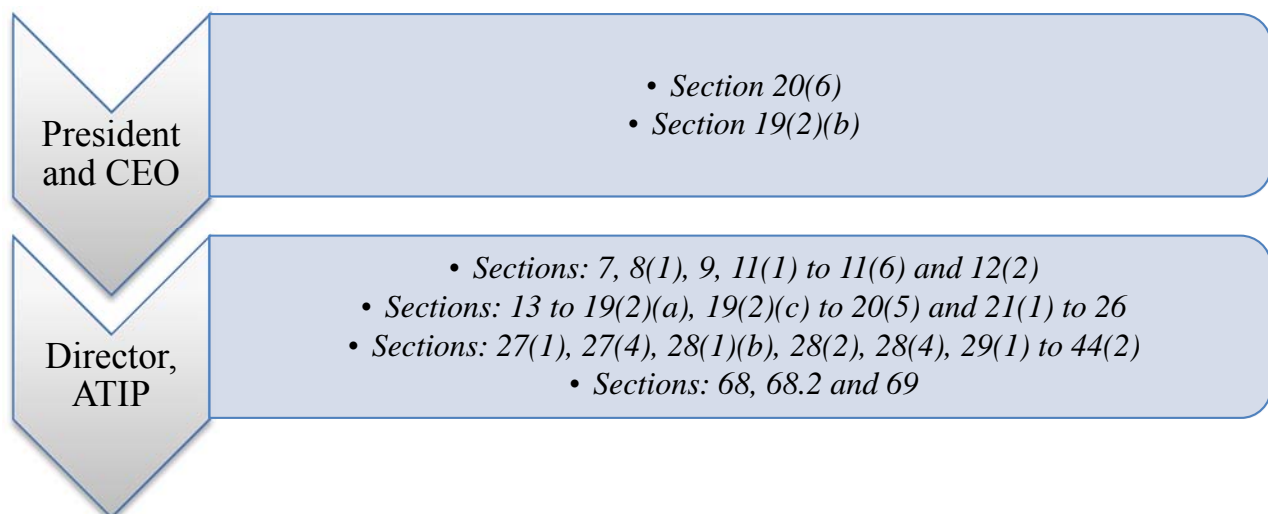 President
and CEO
• Section 20(6)
• Section 19(2)(b)
Director,
ATIP
• Sections: 7, 8(1), 9, 11(1) to 11(6) and 12(2)
• Sections: 13 to 19(2)(a), 19(2)(c) to 20(5) and 21(1) to 26
• Sections: 27(1), 27(4), 28(1)(b), 28(2), 28(4), 29(1) to 44(2)
• Sections: 68, 68.2 and 69